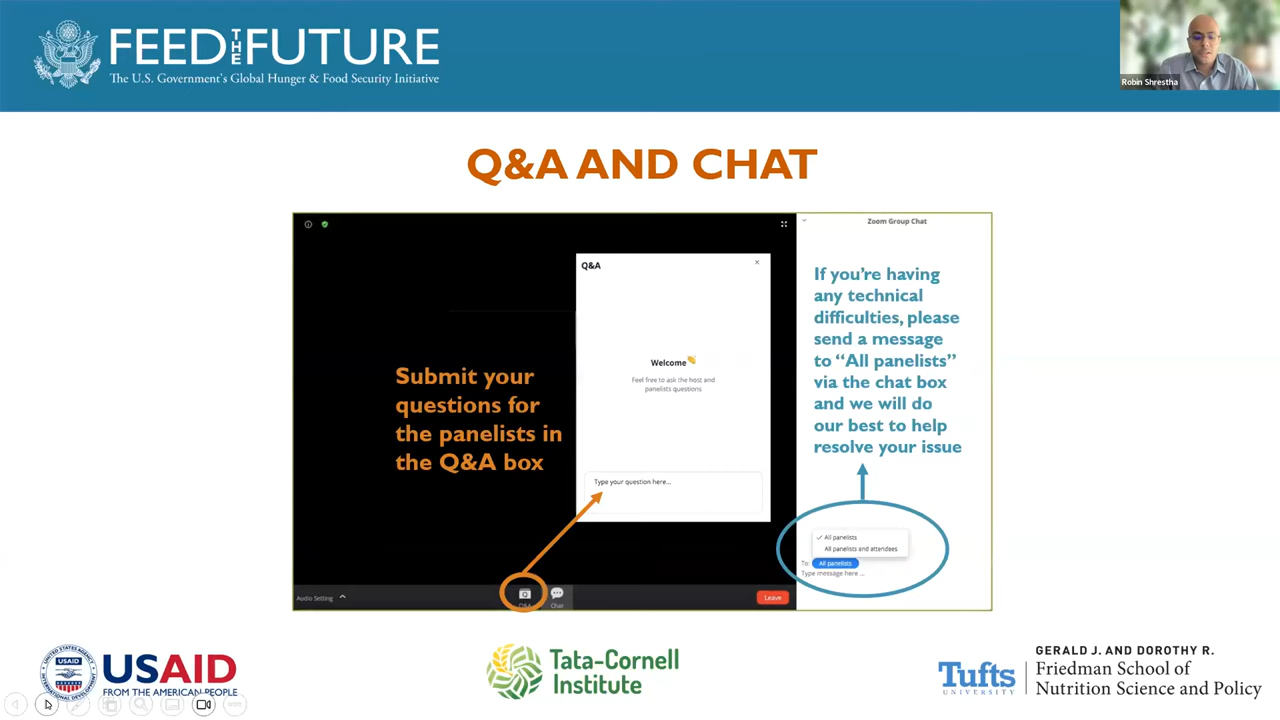 FEED THE FUTURE
The U.S. Government's Global Hunger & Food Security Initiative
Robin Shrestha
Q&A AND CHAT
Zoom Group Chat
Q&A
If you're having
any technical
difficulties, please
send a message
to "All panelists"
via the chat box
and we will do
our best to help
resolve your issue
Welcome
Feel free to ask the host and
panelists questions
Submit your
questions for
the panelists in
the Q&A box
Type your question here...
All panelists
All panelists and attendees
To: All panelists
Type message here ...
Audio Setting
Q&A
Chat
Leave
USAID
USAID
FROM THE AMERICAN PEOPLE
Tata-Cornell
Institute
Tufts
UNIVERSITY
GERALD J. AND DOROTHY R.
Friedman School of
Nutrition Science and Policy